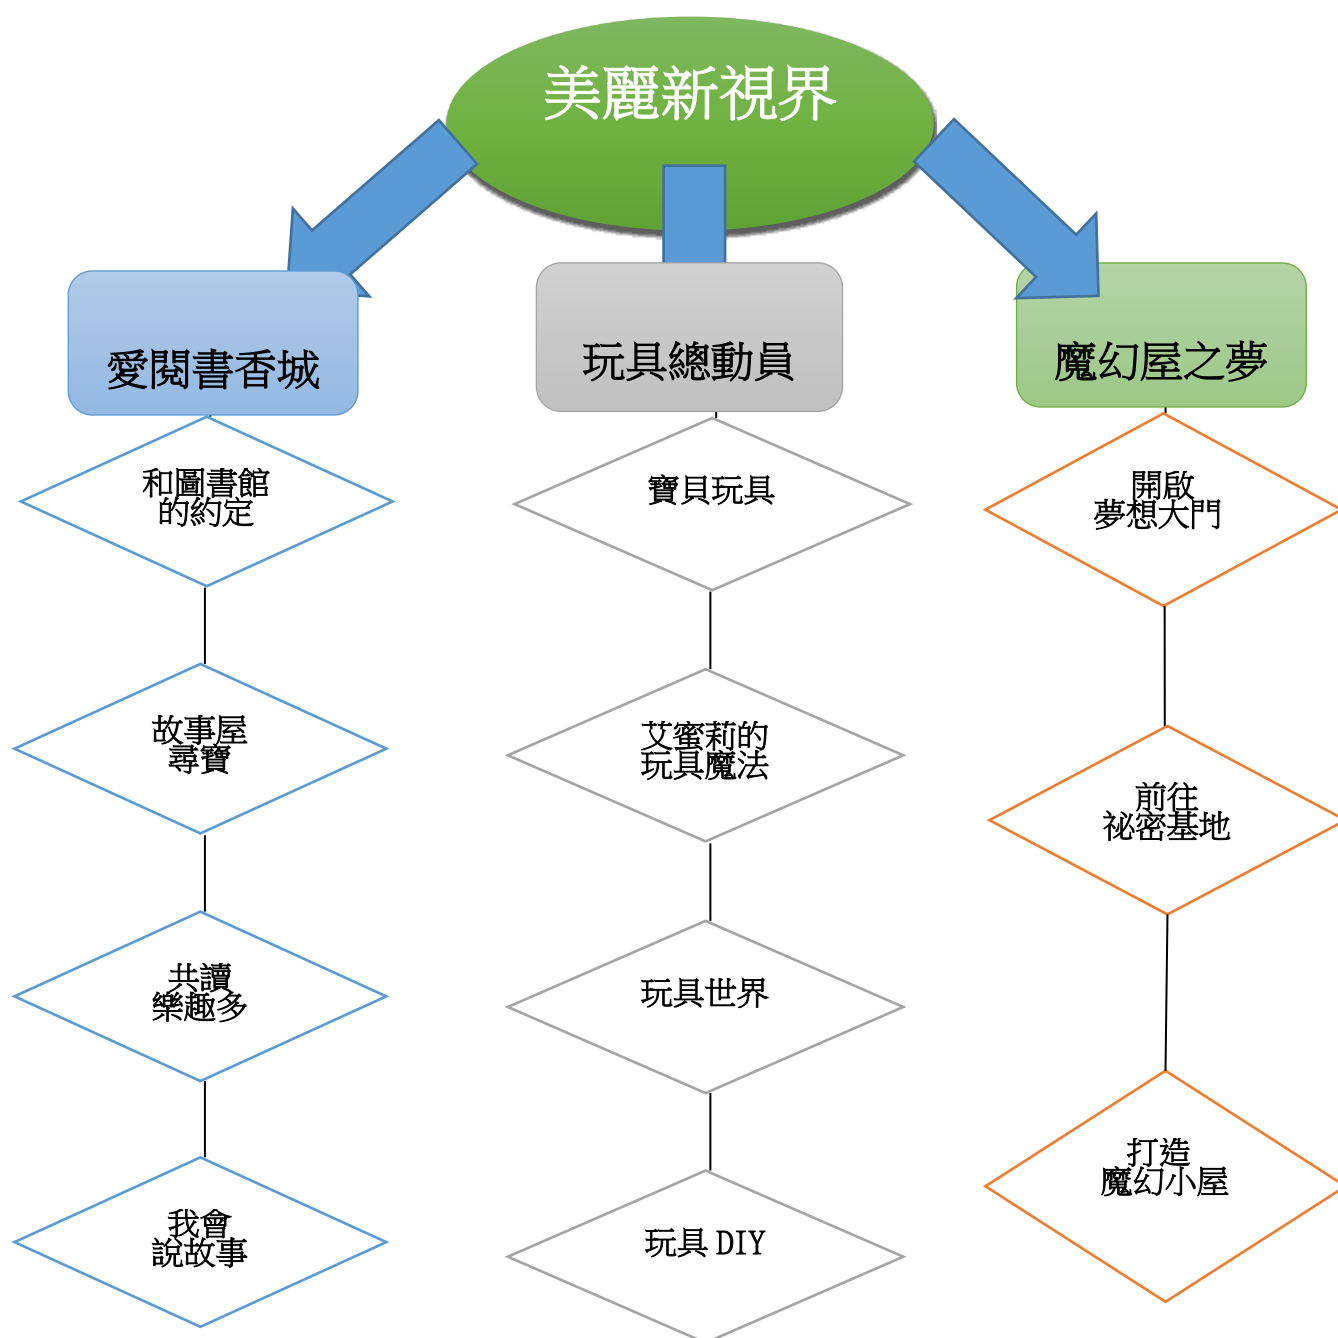 美麗新視界
愛閱書香城
和圖書館
的約定
故事屋
尋寶
共讀
樂趣多
我會
說故事
玩具總動員
寶貝玩具
艾蜜莉的
玩具魔法
玩具世界
玩具 DIY
魔幻屋之夢
開啟
夢想大門
前往
祕密基地
打造
魔幻小屋